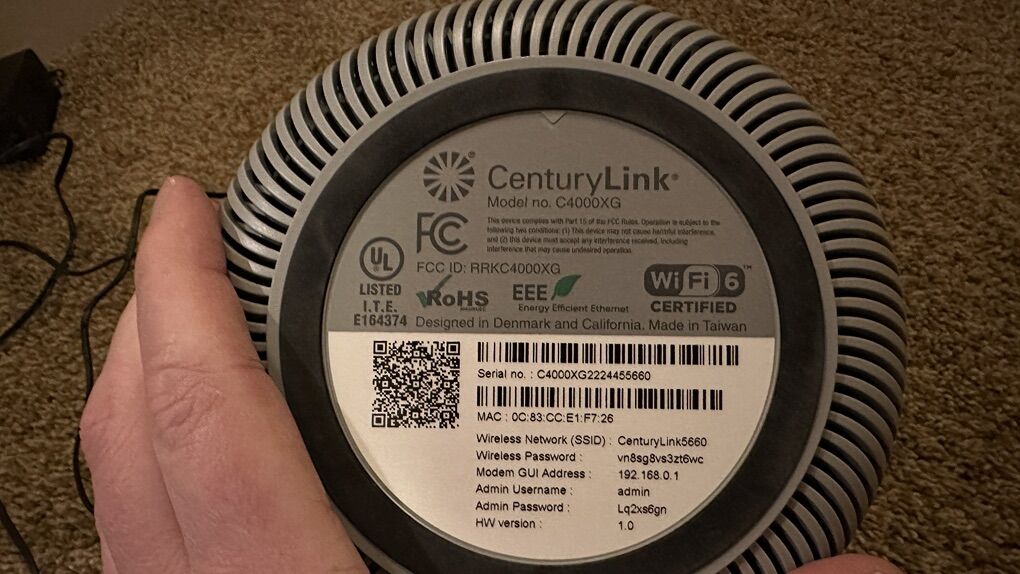 CenturyLink®
Model no. C4000XG
FCC
This device complies with Part 15 of the FCC Rules. Operation is subject to the
following two conditions: (1) This device may not cause harmful interference,
and (2) this device must accept any interference received, including
interference that may cause undesired operation.
UL
LISTED
I.T.E.
E164374
FCC ID: RRKC4000XG
RoHS
EEE
Energy Efficient Ethernet
Wi Fi 6™
CERTIFIED
Designed in Denmark and California. Made in Taiwan
Serial no. : C4000XG2224455660
MAC : 0C:83:CC:E1:F7:26
Wireless Network (SSID) : CenturyLink5660
Wireless Password : vn8sg8vs3zt6wc
Modem GUI Address : 192.168.0.1
Admin Username : admin
Admin Password : Lq2xs6gn
HW version : 1.0